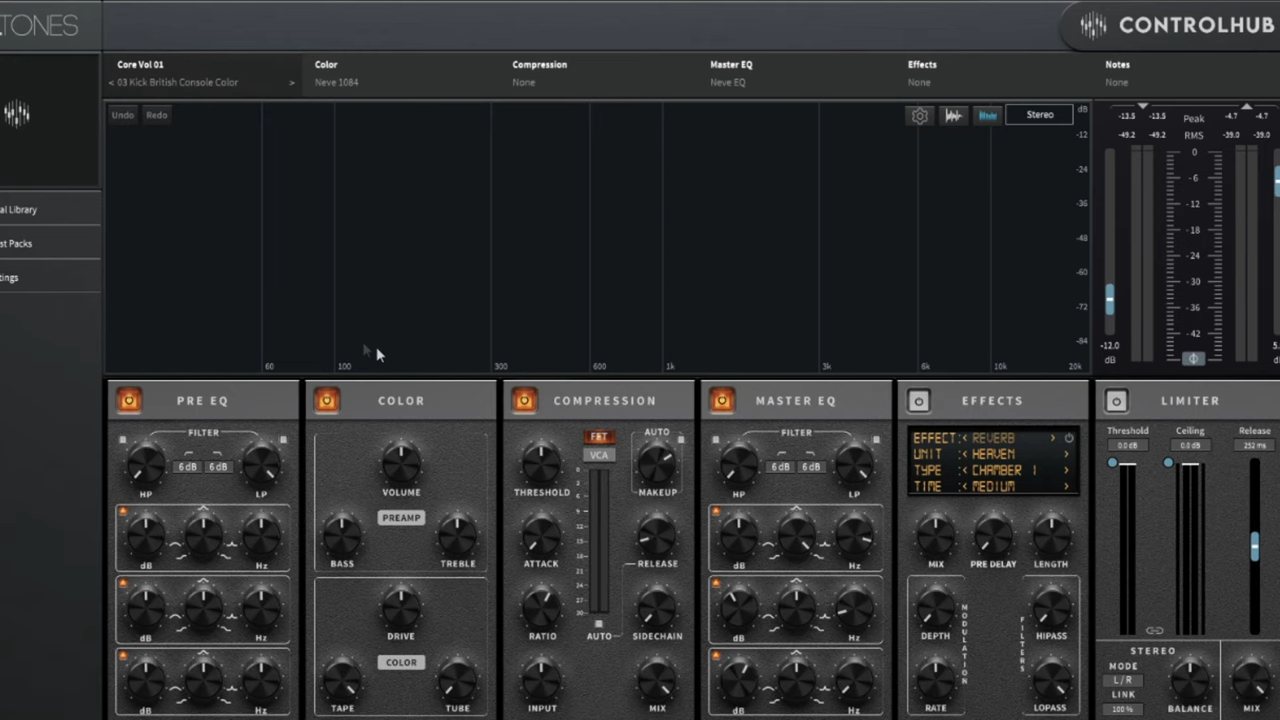 TONES
CONTROLHUB
Core Vol 01
Color
Compression
Master EQ
Effects
Notes
< 03 Kick British Console Color >
Neve 1084
None
Neve EQ
None
None
Undo
Redo
Stereo
dB
-12
-24
-36
-48
-60
-72
-84
60
100
300
600
1k
3k
6k
10k
20k
-13.5 -13.5 Peak -4.7 -4.7
-49.2 -49.2 RMS -39.0 -39.0
0
-6
-12
-18
-24
-30
-36
-42
-12.0
dB
5.
dB
al Library
st Packs
tings
PRE EQ
FILTER
6 dB 6 dB
HP LP
dB Hz
dB Hz
dB Hz
COLOR
VOLUME
PREAMP
BASS TREBLE
DRIVE
COLOR
TAPE TUBE
COMPRESSION
FET
VCA
AUTO
THRESHOLD MAKEUP
ATTACK RELEASE
RATIO AUTO SIDECHAIN
INPUT MIX
MASTER EQ
FILTER
6 dB 6 dB
HP LP
dB Hz
dB Hz
dB Hz
EFFECTS
EFFECT:< REVERB >
UNIT :< HEAVEN >
TYPE :< CHAMBER 1 >
TIME :< MEDIUM >
MIX PRE DELAY LENGTH
DEPTH MODULATION FILTERS HIPASS
RATE LOPASS
LIMITER
Threshold Ceiling Release
0.0 dB 0.0 dB 252 ms
STEREO
MODE
L/R
LINK
100 %
BALANCE
MIX